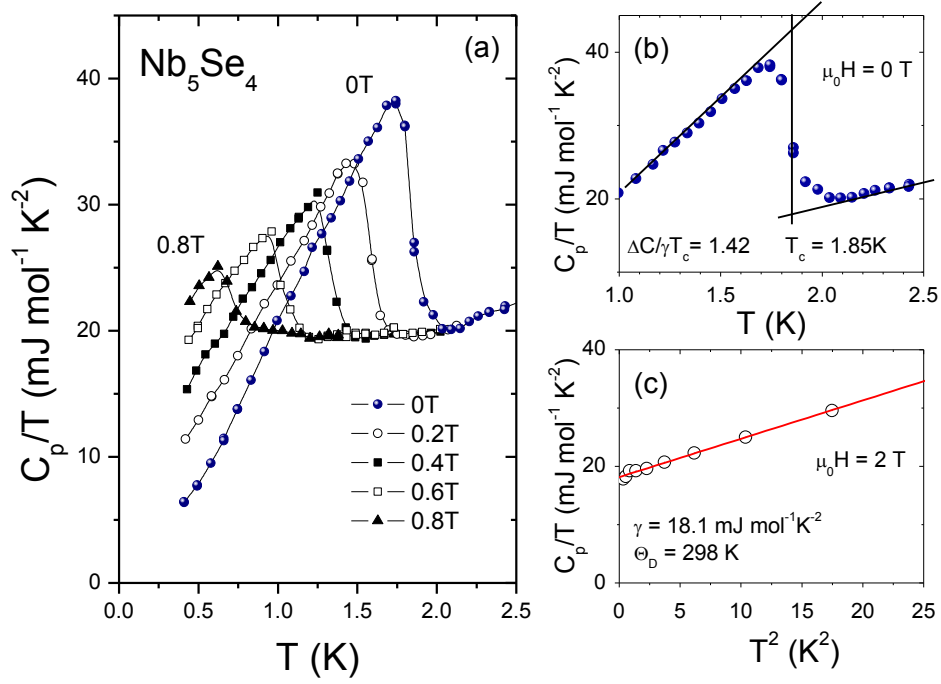 (a)
Nb₅Se₄
0T
0.8T
0T
0.2T
0.4T
0.6T
0.8T
40
30
20
10
0
0.0 0.5 1.0 1.5 2.0 2.5
T (K)
Cₚ/T (mJ mol⁻¹ K⁻²)
(b)
μ₀H = 0 T
ΔC/γT꜀ = 1.42 T꜀ = 1.85K
40
20
0
1.0 1.5 2.0 2.5
T (K)
Cₚ/T (mJ mol⁻¹ K⁻²)
(c)
μ₀H = 2 T
γ = 18.1 mJ mol⁻¹K⁻²
Θ_D = 298 K
40
20
0
0 5 10 15 20 25
T² (K²)
Cₚ/T (mJ mol⁻¹ K⁻²)